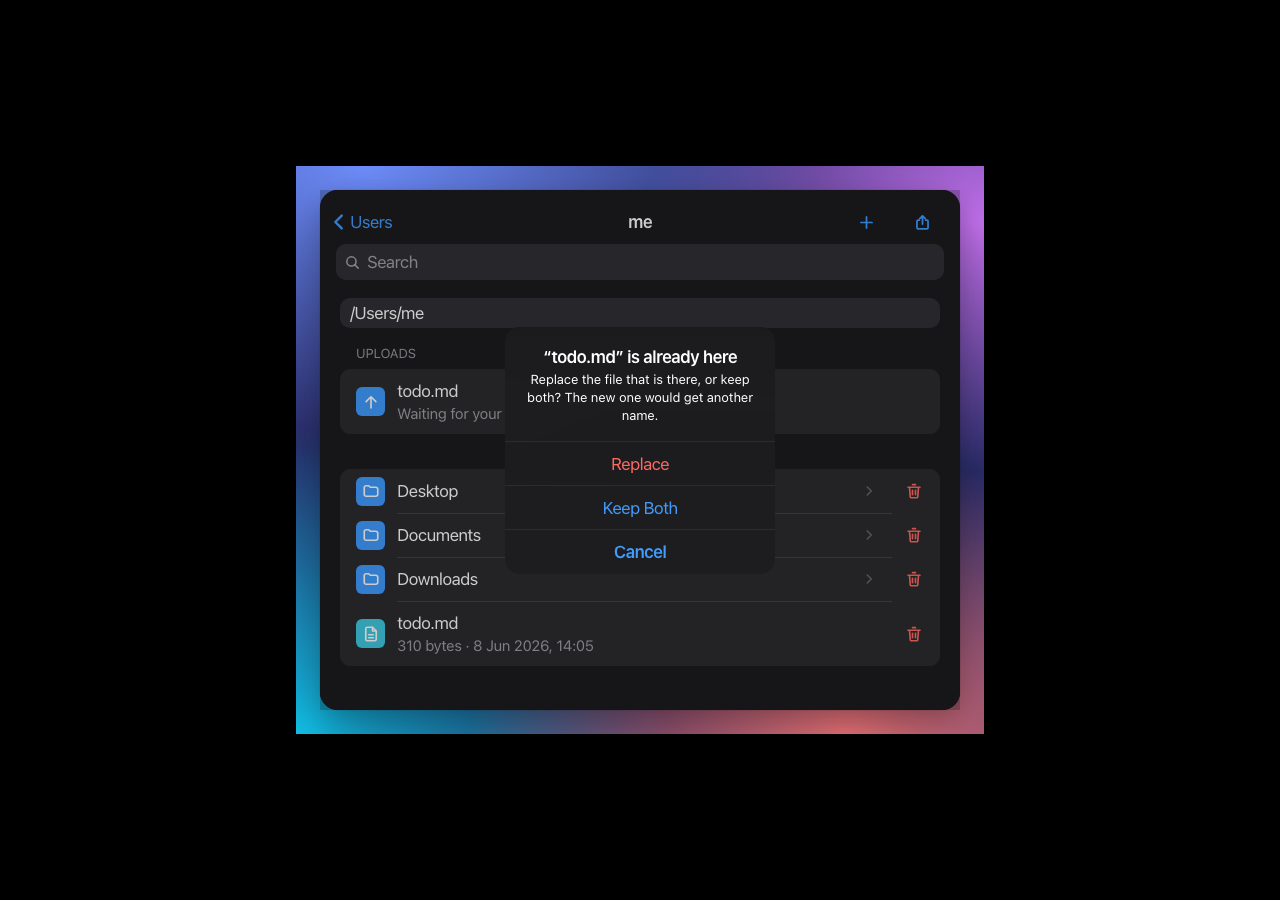 Users
me
Search
/Users/me
UPLOADS
todo.md
Waiting for your
“todo.md” is already here
Replace the file that is there, or keep
both? The new one would get another
name.
Replace
Keep Both
Cancel
Desktop
Documents
Downloads
todo.md
310 bytes · 8 Jun 2026, 14:05